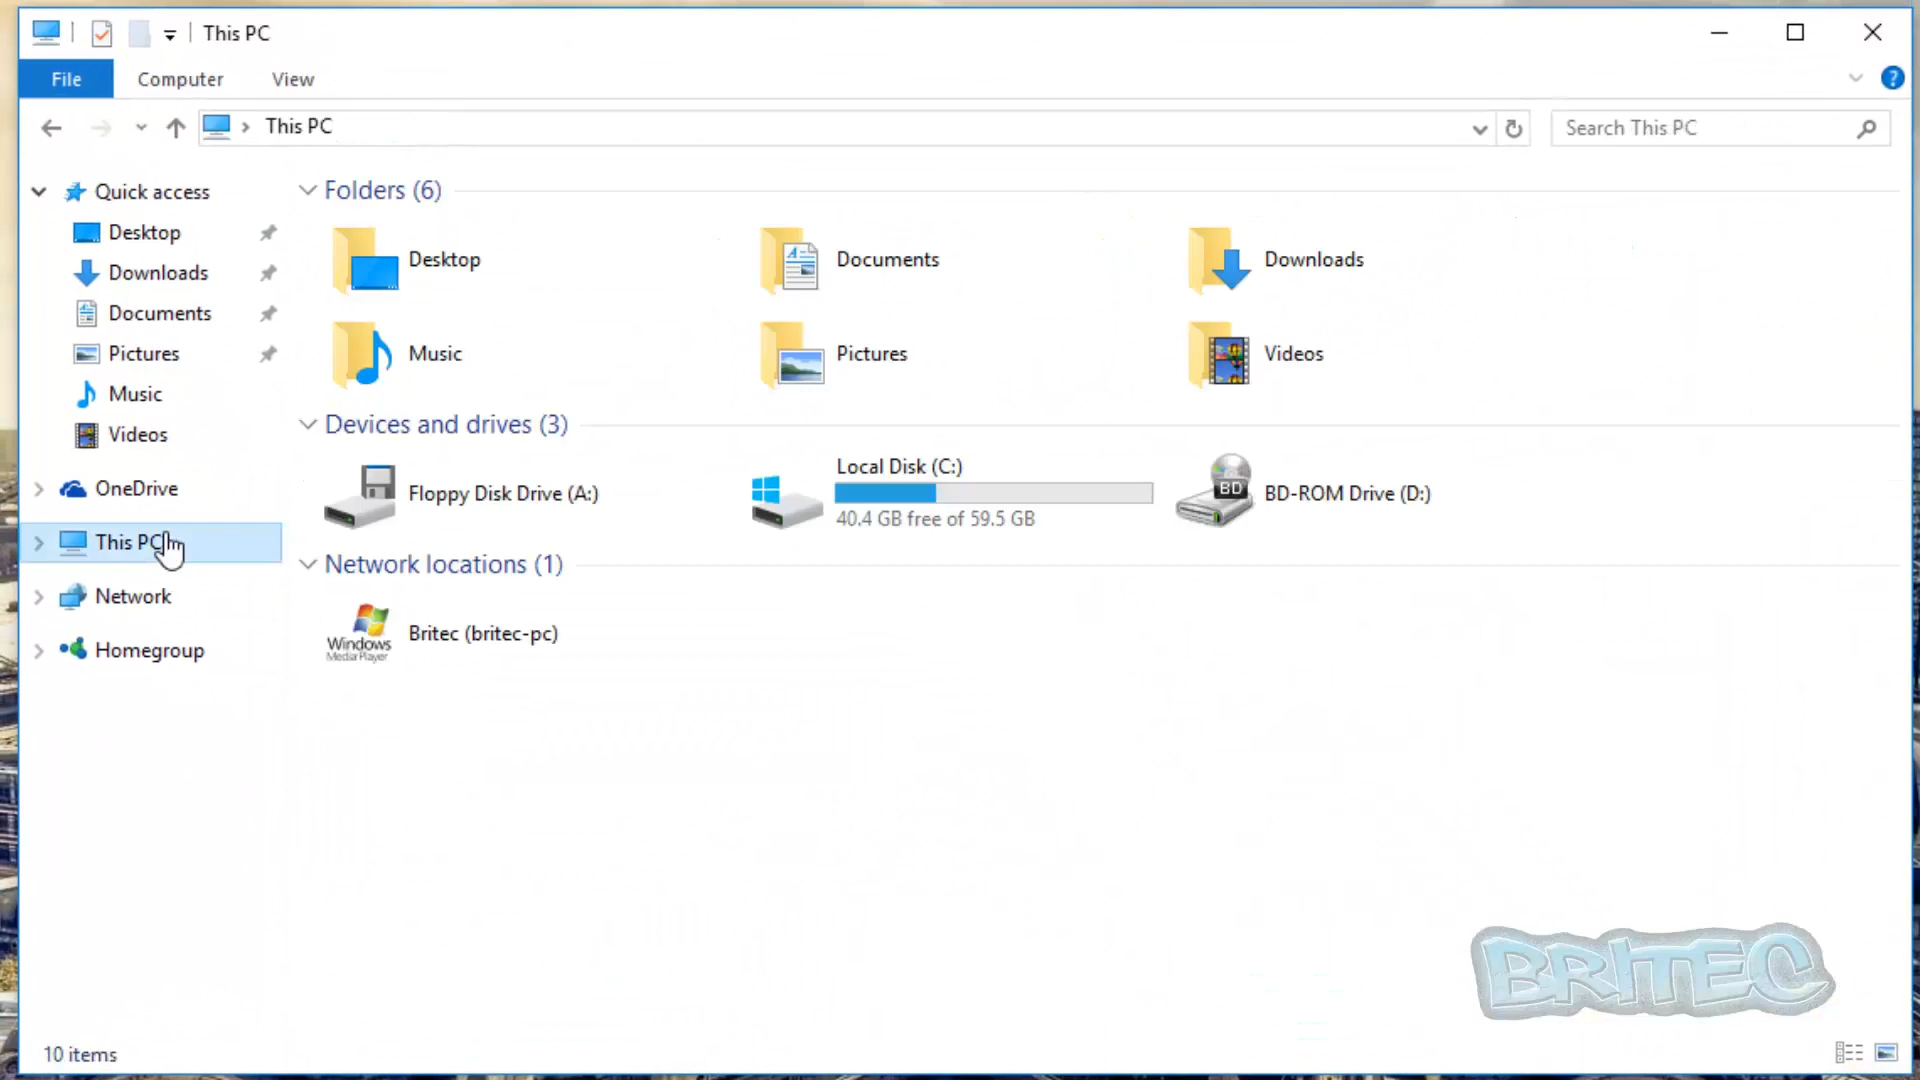 This PC
File Computer View
This PC
Search This PC
Quick access
Desktop
Downloads
Documents
Pictures
Music
Videos
OneDrive
This PC
Network
Homegroup
Folders (6)
Desktop
Documents
Downloads
Music
Pictures
Videos
Devices and drives (3)
Floppy Disk Drive (A:)
Local Disk (C:)
40.4 GB free of 59.5 GB
BD
BD-ROM Drive (D:)
Network locations (1)
Windows
MediaPlayer
Britec (britec-pc)
BRITEC
10 items